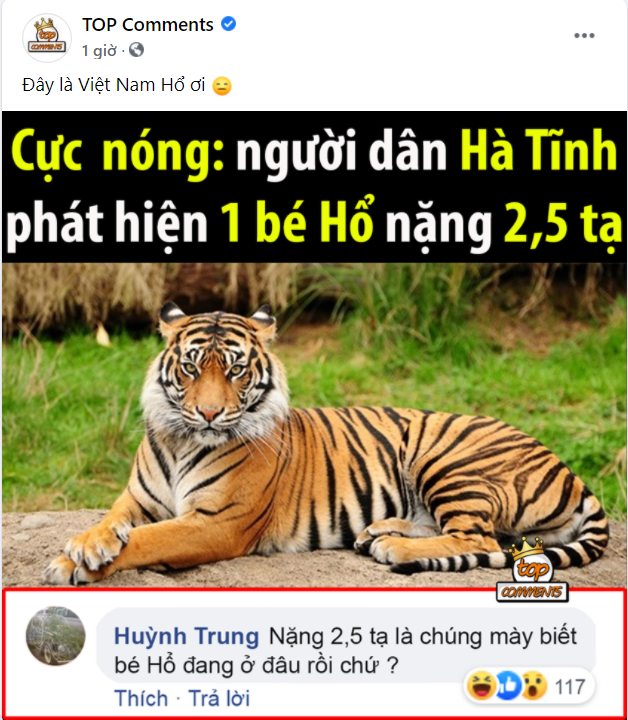 TOP Comments
1 giờ ·
Đây là Việt Nam Hổ ơi 😑
Cực nóng: người dân Hà Tĩnh
phát hiện 1 bé Hổ nặng 2,5 tạ
top
COMMENTS
Huỳnh Trung Nặng 2,5 tạ là chúng mày biết
bé Hổ đang ở đâu rồi chứ ?
117
Thích · Trả lời